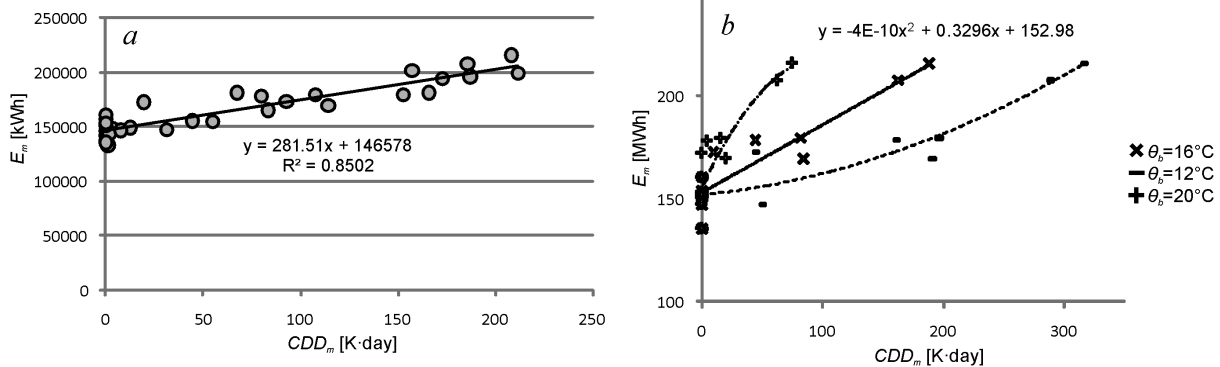 a
E_m [kWh]
250000
200000
150000
100000
50000
0
y = 281.51x + 146578
R² = 0.8502
0 50 100 150 200 250
CDD_m [K·day]
b
y = -4E-10x² + 0.3296x + 152.98
E_m [MWh]
200
150
100
0 100 200 300
CDD_m [K·day]
θ_b=16°C
θ_b=12°C
θ_b=20°C